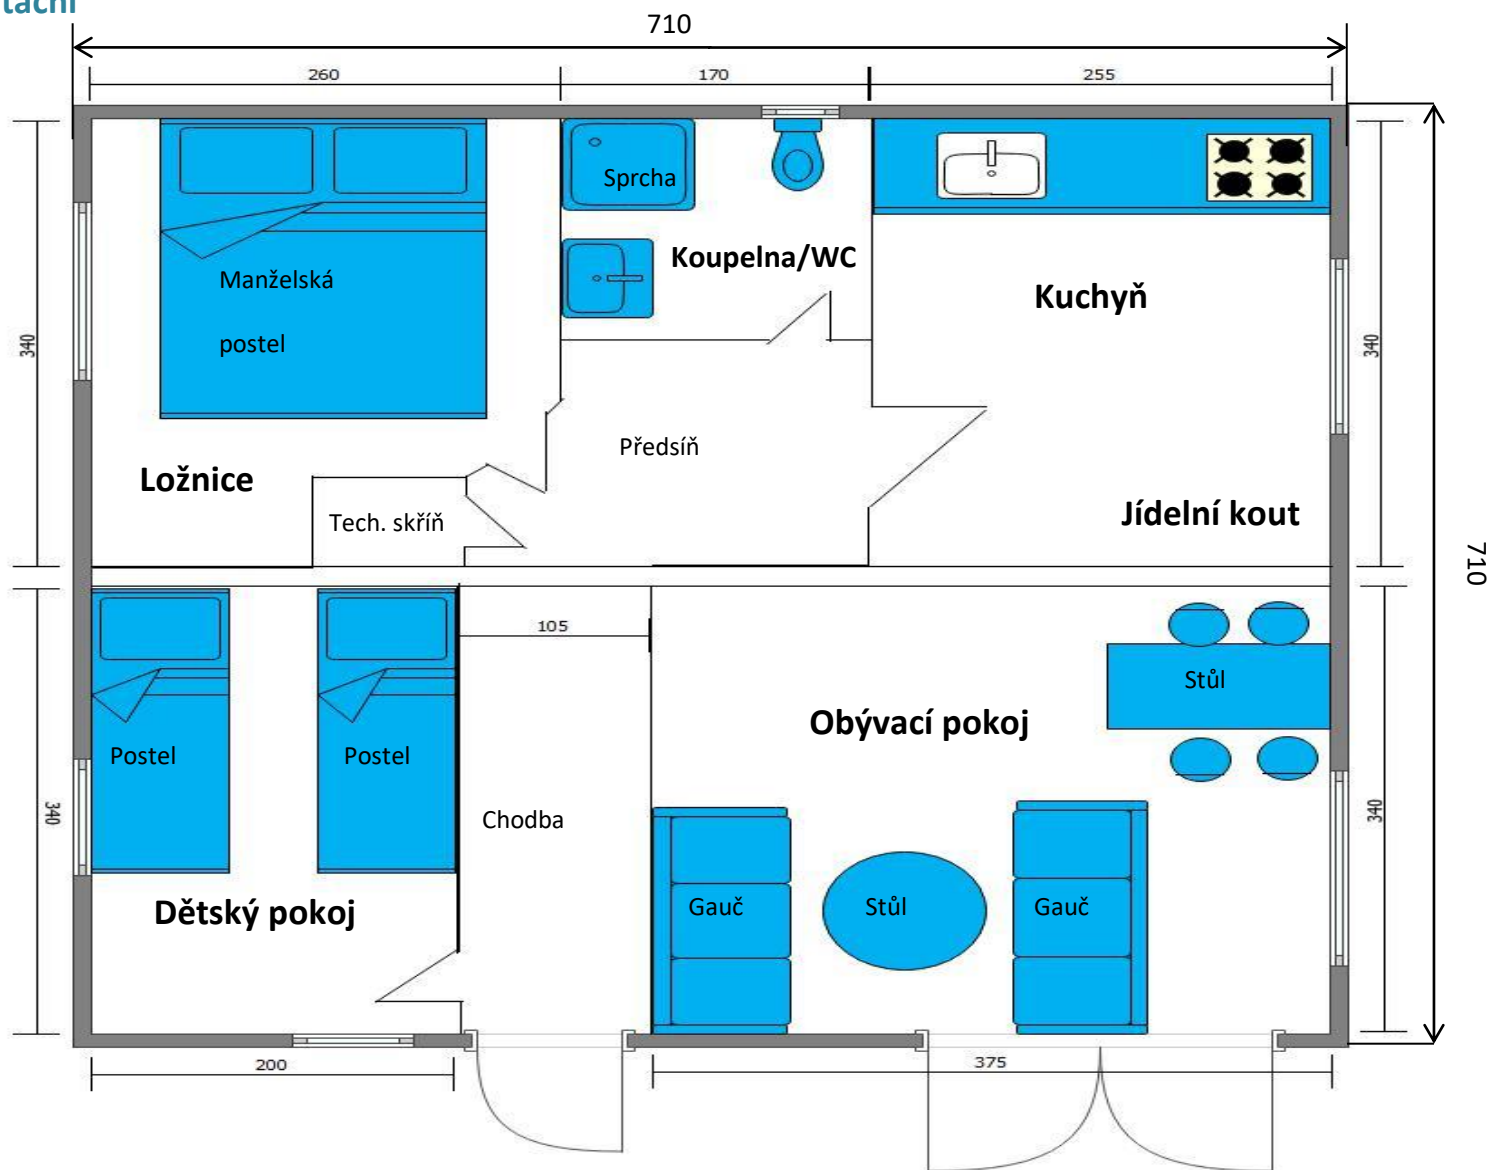 tační
710
260
170
255
Sprcha
Koupelna/WC
Kuchyň
Manželská
postel
340
340
Předsíň
Ložnice
Tech. skříň
Jídelní kout
710
105
Stůl
Obývací pokoj
Postel
Postel
340
340
Chodba
Dětský pokoj
Gauč
Stůl
Gauč
200
375